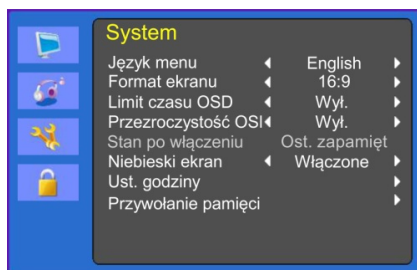 System
Język menu English
Format ekranu 16:9
Limit czasu OSD Wył.
Przezroczystość OSI Wył.
Stan po włączeniu Ost. zapamięt
Niebieski ekran Włączone
Ust. godziny
Przywołanie pamięci